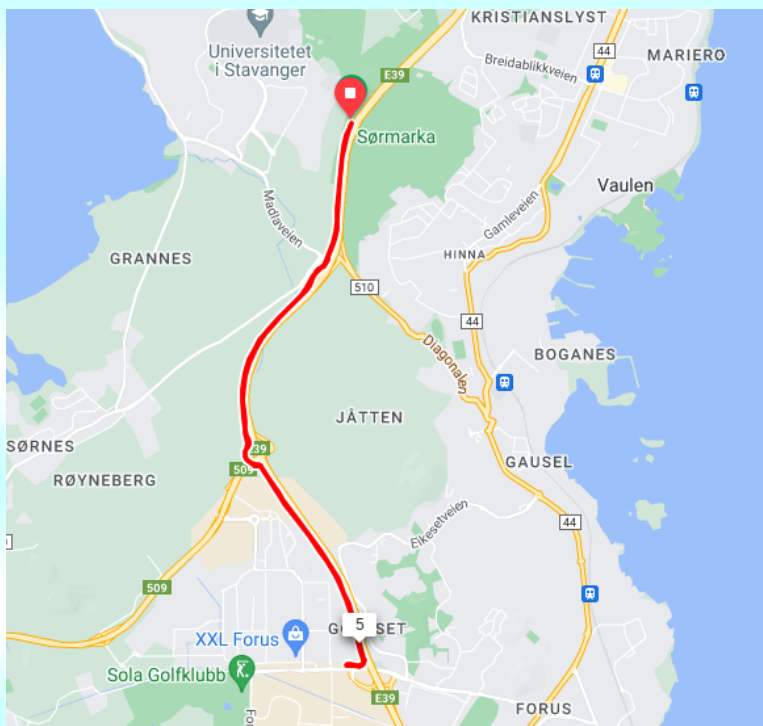 KRISTIANSLYST
Universitetet
i Stavanger
44
Breidablikkveien
MARIERO
E39
Sørmarka
Vaulen
Madlaveien
Gamleveien
GRANNES
HINNA
510
44
Diagonalen
BOGANES
JÅTTEN
SØRNES
E39
509
RØYNEBERG
GAUSEL
Eikesetveien
44
509
5
XXL Forus
Sola Golfklubb
E39
FORUS